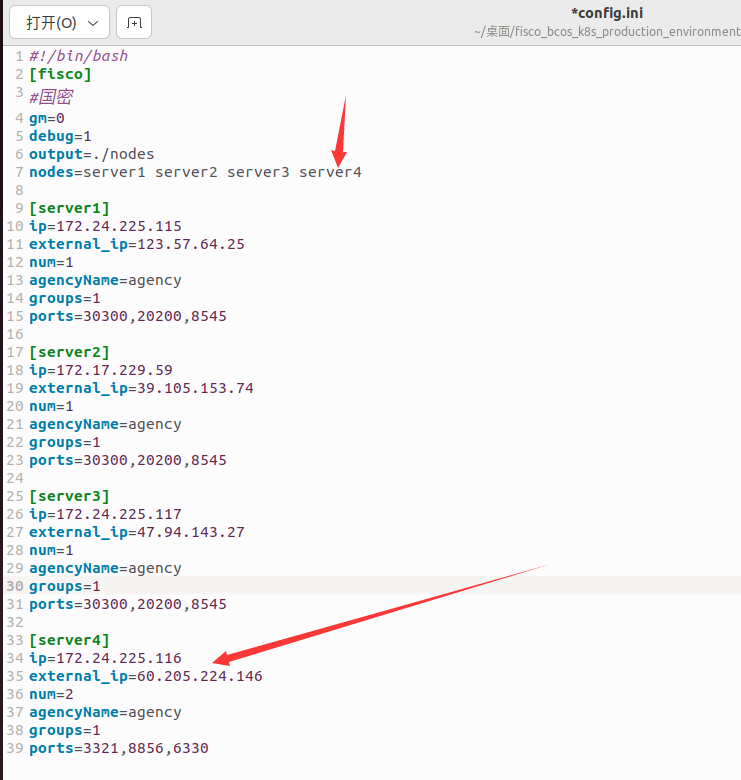 打开(O)
*config.ini
~/桌面/fisco_bcos_k8s_production_environment
1 #!/bin/bash
2 [fisco]
3 #国密
4 gm=0
5 debug=1
6 output=./nodes
7 nodes=server1 server2 server3 server4
8
9 [server1]
10 ip=172.24.225.115
11 external_ip=123.57.64.25
12 num=1
13 agencyName=agency
14 groups=1
15 ports=30300,20200,8545
16
17 [server2]
18 ip=172.17.229.59
19 external_ip=39.105.153.74
20 num=1
21 agencyName=agency
22 groups=1
23 ports=30300,20200,8545
24
25 [server3]
26 ip=172.24.225.117
27 external_ip=47.94.143.27
28 num=1
29 agencyName=agency
30 groups=1
31 ports=30300,20200,8545
32
33 [server4]
34 ip=172.24.225.116
35 external_ip=60.205.224.146
36 num=2
37 agencyName=agency
38 groups=1
39 ports=3321,8856,6330